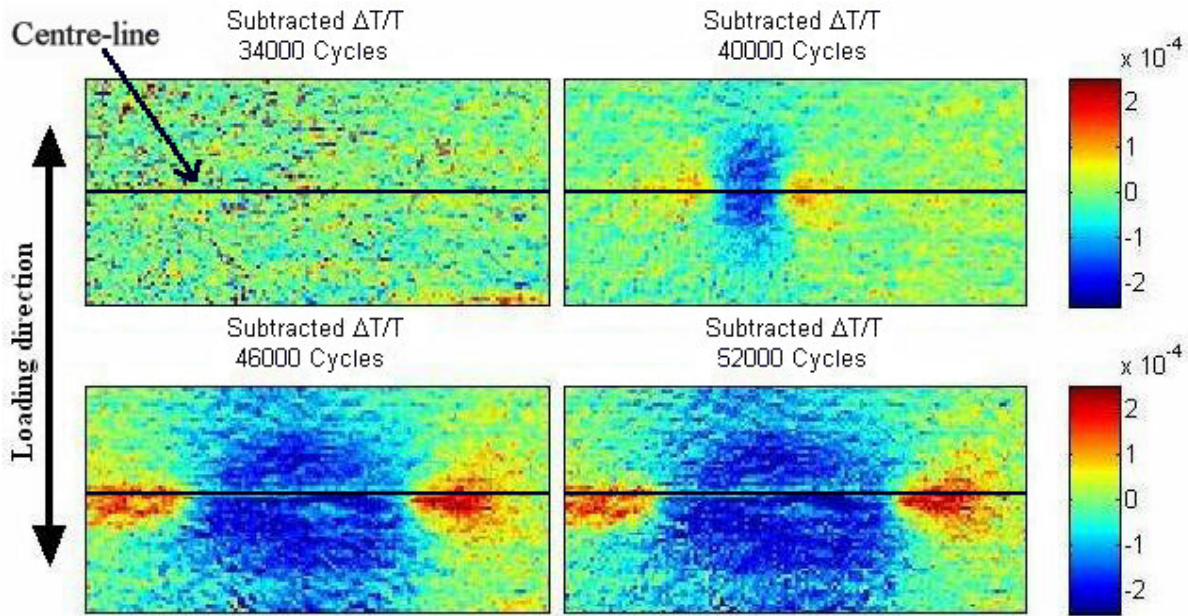 Centre-line
Subtracted ΔT/T
34000 Cycles
Subtracted ΔT/T
40000 Cycles
x 10⁻⁴
2
1
0
-1
-2
Loading direction
Subtracted ΔT/T
46000 Cycles
Subtracted ΔT/T
52000 Cycles
x 10⁻⁴
2
1
0
-1
-2